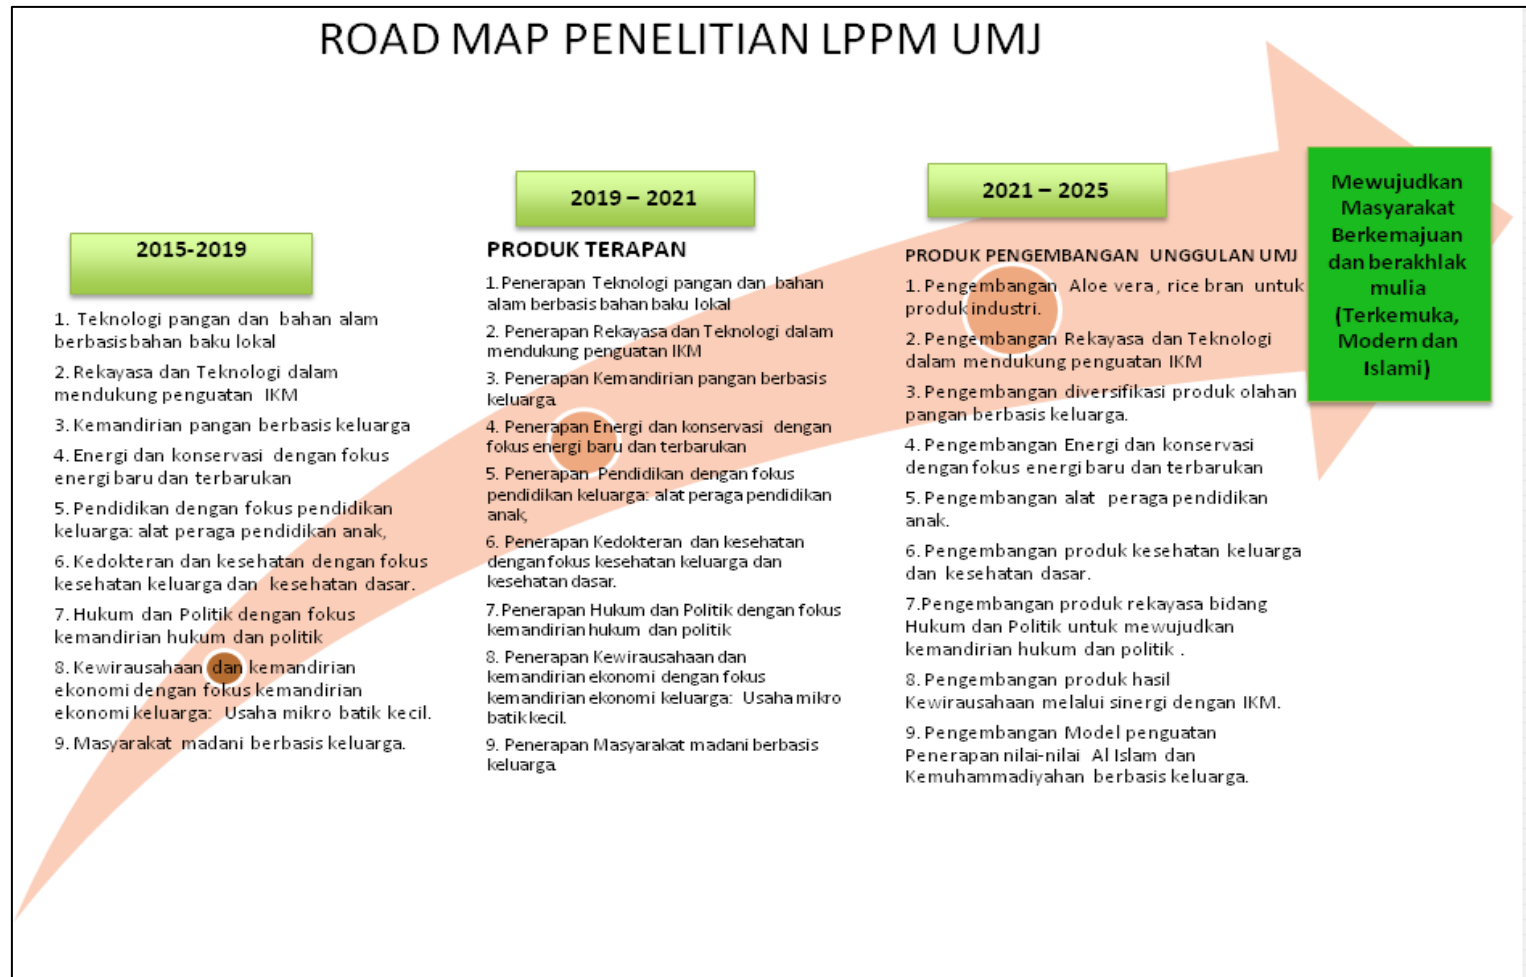 ROAD MAP PENELITIAN LPPM UMJ
2015-2019
1. Teknologi pangan dan bahan alam
berbasis bahan baku lokal
2. Rekayasa dan Teknologi dalam
mendukung penguatan IKM
3. Kemandirian pangan berbasis keluarga
4. Energi dan konservasi dengan fokus
energi baru dan terbarukan
5. Pendidikan dengan fokus pendidikan
keluarga: alat peraga pendidikan anak,
6. Kedokteran dan kesehatan dengan fokus
kesehatan keluarga dan kesehatan dasar.
7. Hukum dan Politik dengan fokus
kemandirian hukum dan politik
8. Kewirausahaan dan kemandirian
ekonomi dengan fokus kemandirian
ekonomi keluarga: Usaha mikro batik kecil.
9. Masyarakat madani berbasis keluarga.
2019 – 2021
PRODUK TERAPAN
1. Penerapan Teknologi pangan dan bahan
alam berbasis bahan baku lokal
2. Penerapan Rekayasa dan Teknologi dalam
mendukung penguatan IKM
3. Penerapan Kemandirian pangan berbasis
keluarga.
4. Penerapan Energi dan konservasi dengan
fokus energi baru dan terbarukan
5. Penerapan Pendidikan dengan fokus
pendidikan keluarga: alat peraga pendidikan
anak,
6. Penerapan Kedokteran dan kesehatan
dengan fokus kesehatan keluarga dan
kesehatan dasar.
7. Penerapan Hukum dan Politik dengan fokus
kemandirian hukum dan politik
8. Penerapan Kewirausahaan dan
kemandirian ekonomi dengan fokus
kemandirian ekonomi keluarga: Usaha mikro
batik kecil.
9. Penerapan Masyarakat madani berbasis
keluarga.
2021 – 2025
PRODUK PENGEMBANGAN UNGGULAN UMJ
1. Pengembangan Aloe vera, rice bran untuk
produk industri.
2. Pengembangan Rekayasa dan Teknologi
dalam mendukung penguatan IKM
3. Pengembangan diversifikasi produk olahan
pangan berbasis keluarga.
4. Pengembangan Energi dan konservasi
dengan fokus energi baru dan terbarukan
5. Pengembangan alat peraga pendidikan
anak.
6. Pengembangan produk kesehatan keluarga
dan kesehatan dasar.
7.Pengembangan produk rekayasa bidang
Hukum dan Politik untuk mewujudkan
kemandirian hukum dan politik .
8. Pengembangan produk hasil
Kewirausahaan melalui sinergi dengan IKM.
9. Pengembangan Model penguatan
Penerapan nilai-nilai Al Islam dan
Kemuhammadiyahan berbasis keluarga.
Mewujudkan
Masyarakat
Berkemajuan
dan berakhlak
mulia
(Terkemuka,
Modern dan
Islami)